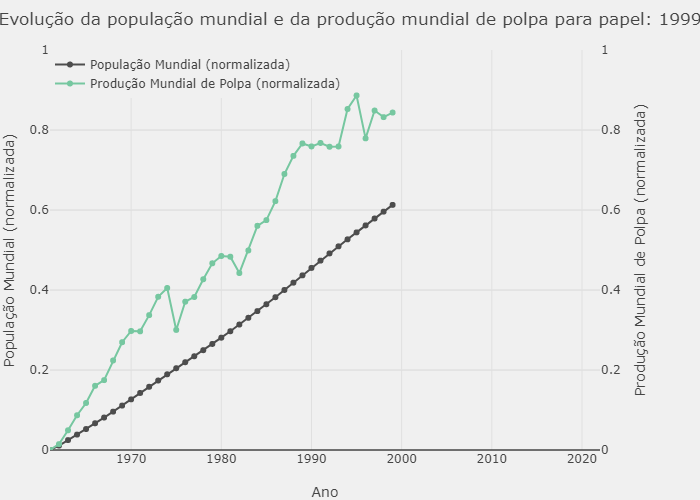 Evolução da população mundial e da produção mundial de polpa para papel: 1999
População Mundial (normalizada)
Produção Mundial de Polpa (normalizada)
1
0.8
0.6
0.4
0.2
0
População Mundial (normalizada)
1
0.8
0.6
0.4
0.2
0
Produção Mundial de Polpa (normalizada)
1970 1980 1990 2000 2010 2020
Ano